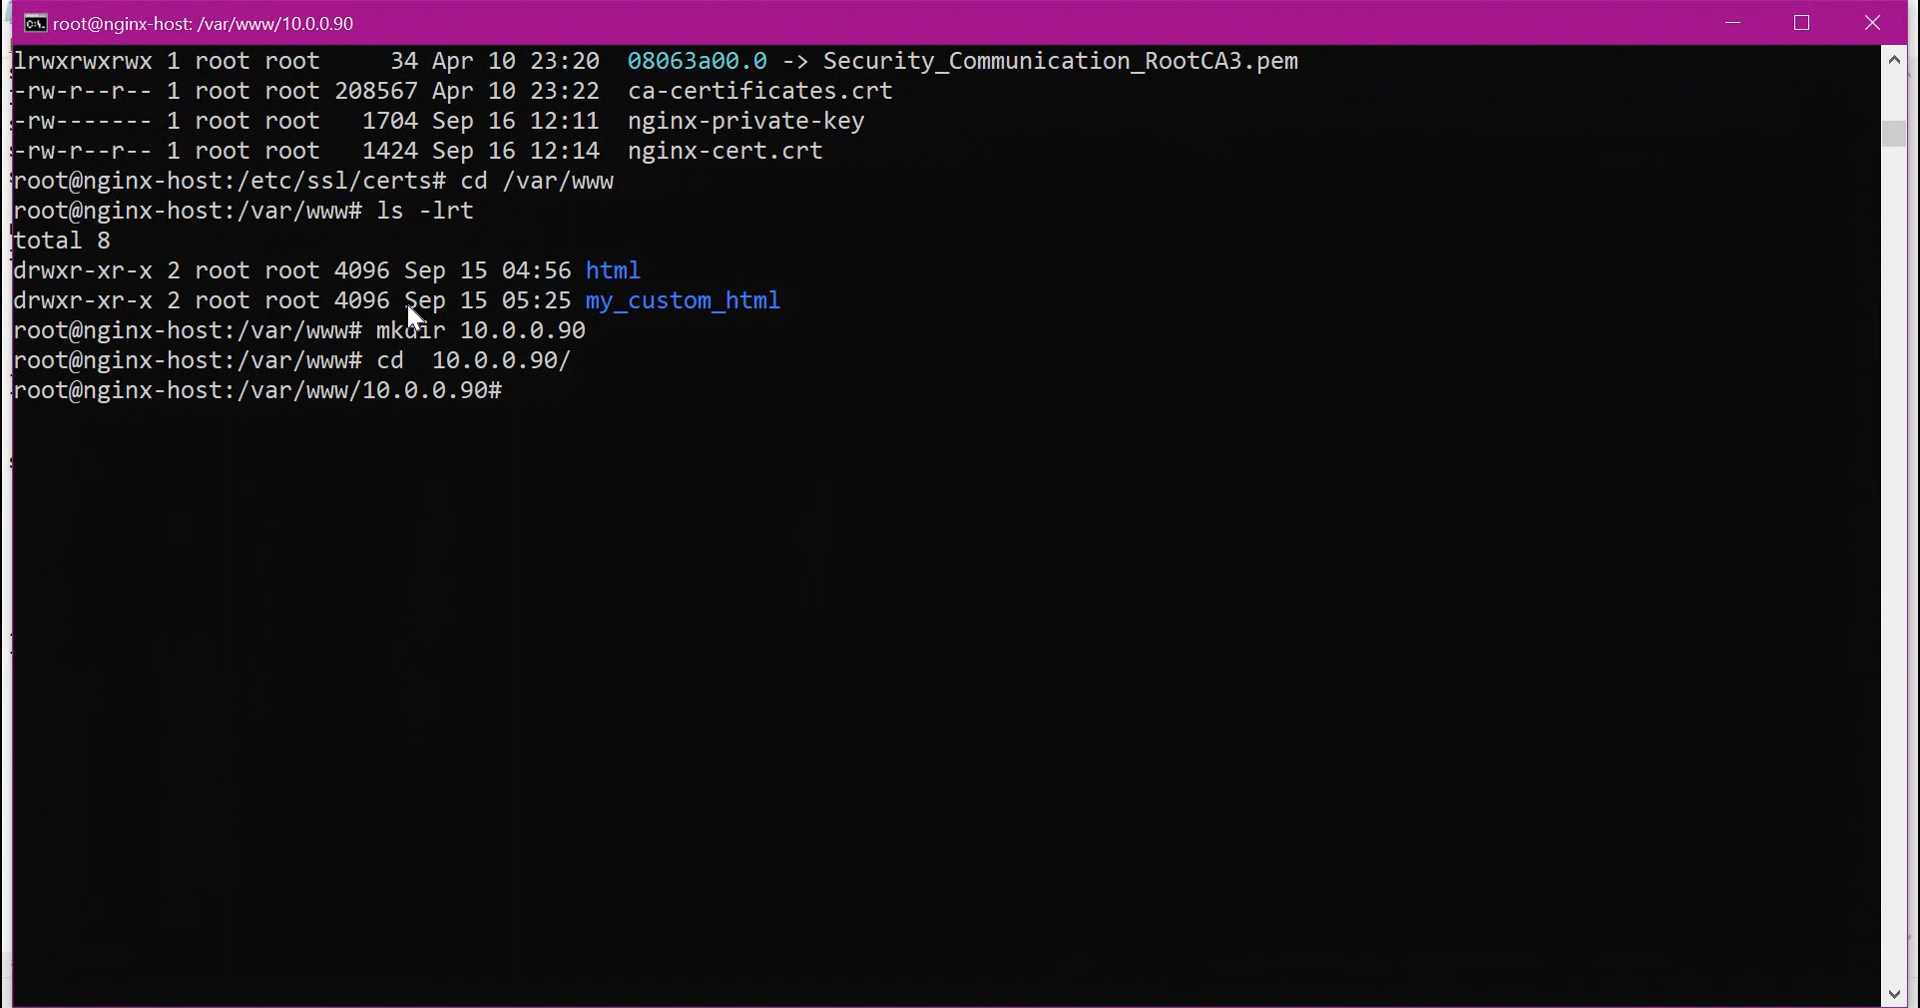 root@nginx-host: /var/www/10.0.0.90
lrwxrwxrwx 1 root root     34 Apr 10 23:20  08063a00.0 -> Security_Communication_RootCA3.pem
-rw-r--r-- 1 root root 208567 Apr 10 23:22  ca-certificates.crt
-rw------- 1 root root   1704 Sep 16 12:11  nginx-private-key
-rw-r--r-- 1 root root   1424 Sep 16 12:14  nginx-cert.crt
root@nginx-host:/etc/ssl/certs# cd /var/www
root@nginx-host:/var/www# ls -lrt
total 8
drwxr-xr-x 2 root root 4096 Sep 15 04:56 html
drwxr-xr-x 2 root root 4096 Sep 15 05:25 my_custom_html
root@nginx-host:/var/www# mkdir 10.0.0.90
root@nginx-host:/var/www# cd  10.0.0.90/
root@nginx-host:/var/www/10.0.0.90#